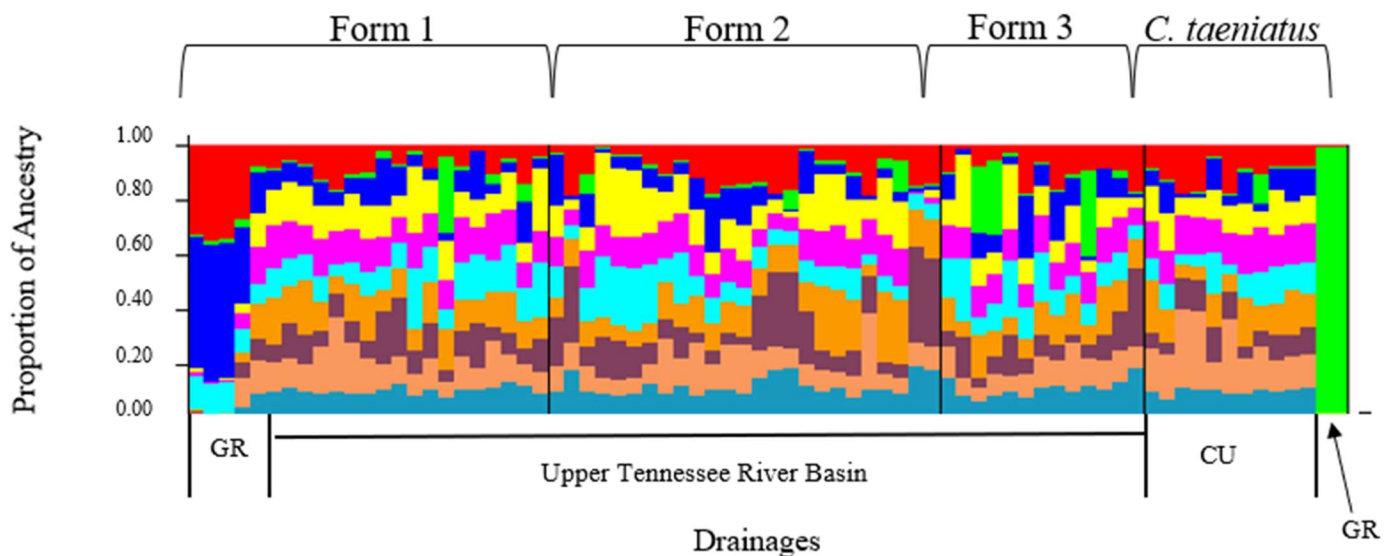 Form 1 Form 2 Form 3 C. taeniatus
Proportion of Ancestry
1.00
0.80
0.60
0.40
0.20
0.00
GR
Upper Tennessee River Basin
CU
GR
Drainages